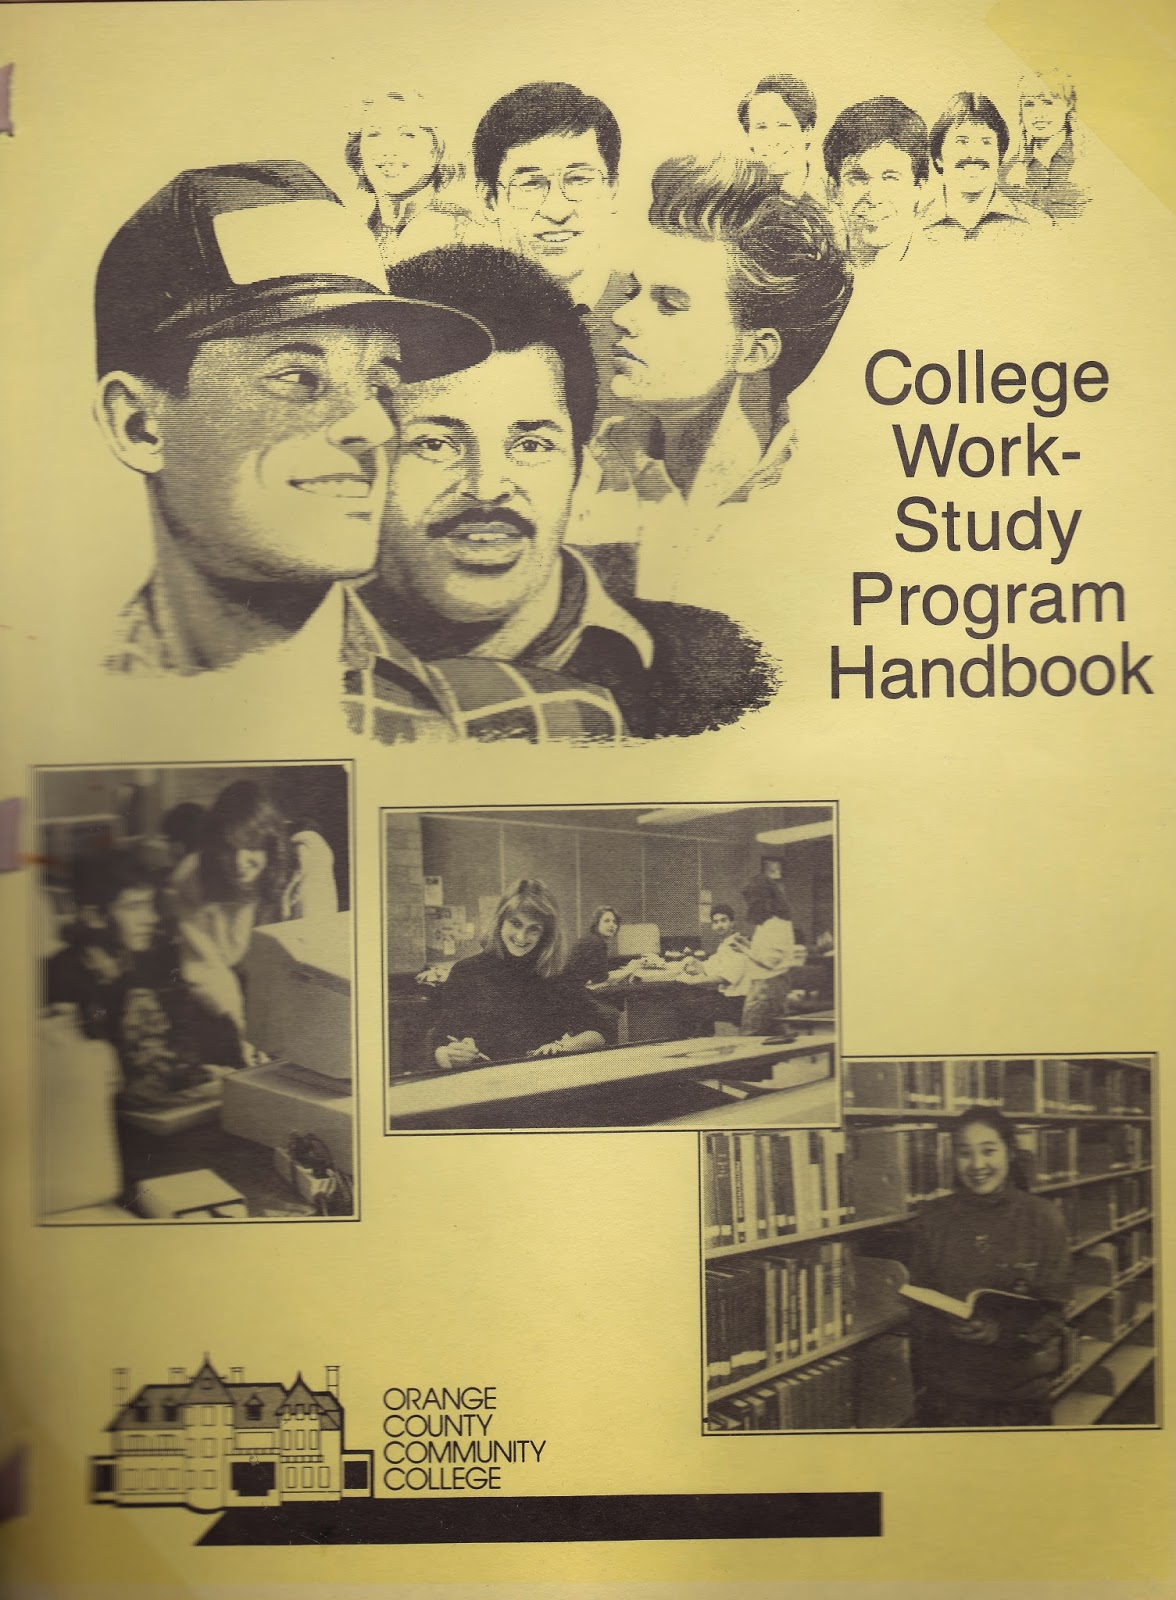 College
Work-
Study
Program
Handbook
ORANGE
COUNTY
COMMUNITY
COLLEGE